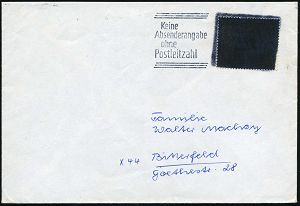 Keine
Absenderangabe
ohne
Postleitzahl
Familie
Walter
X 44 Bitterfeld
Goethestr. 28